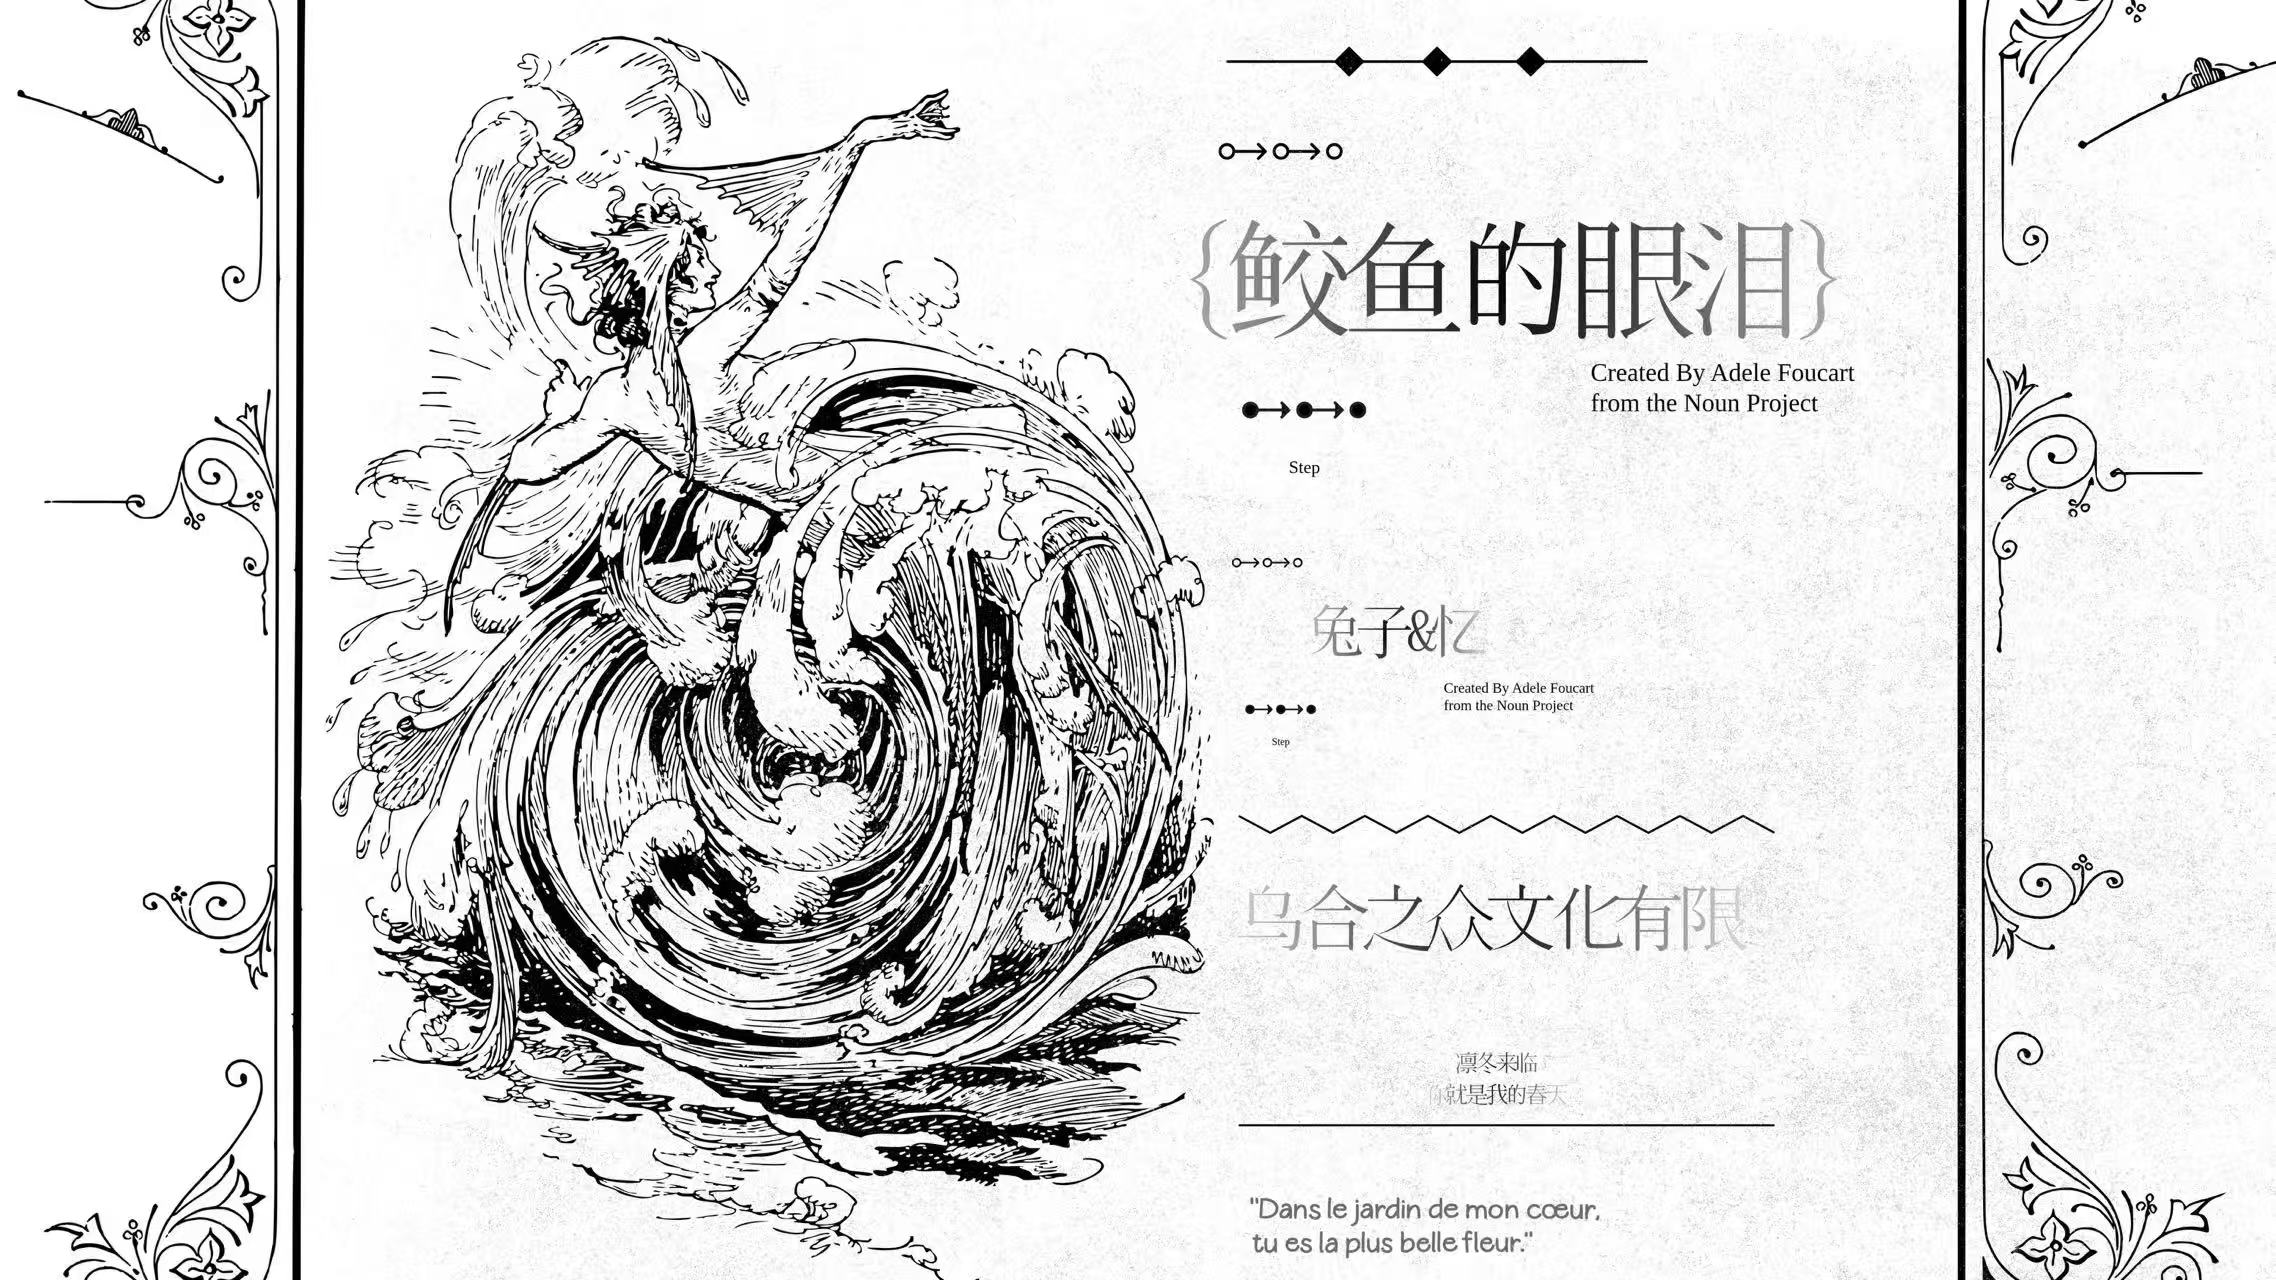 {鲛鱼的眼泪}
Created By Adele Foucart
from the Noun Project
Step
兔子&忆
Created By Adele Foucart
from the Noun Project
Step
乌合之众文化有限
凛冬来临
你就是我的春天
"Dans le jardin de mon cœur,
tu es la plus belle fleur."